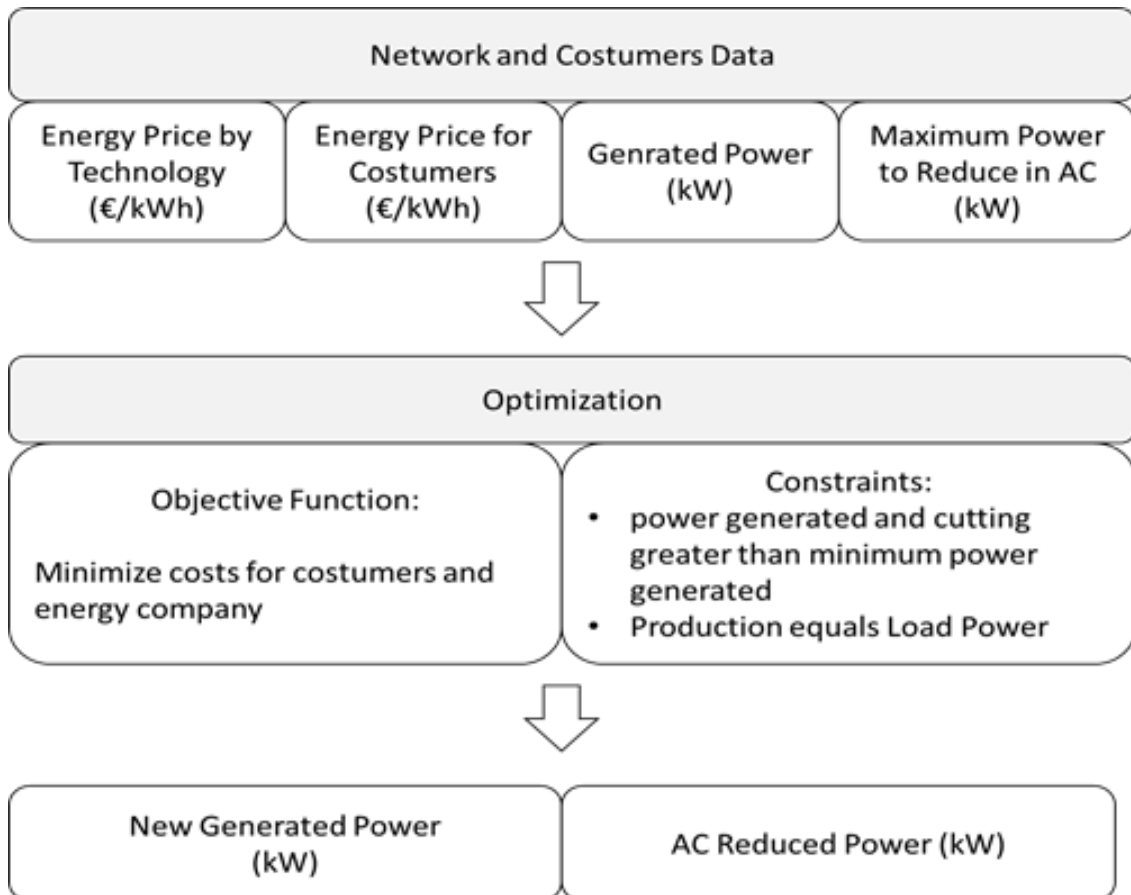 Network and Costumers Data
Energy Price by
Technology
(€/kWh)
Energy Price for
Costumers
(€/kWh)
Genrated Power
(kW)
Maximum Power
to Reduce in AC
(kW)
Optimization
Objective Function:
Minimize costs for costumers and
energy company
Constraints:
• power generated and cutting
greater than minimum power
generated
• Production equals Load Power
New Generated Power
(kW)
AC Reduced Power (kW)